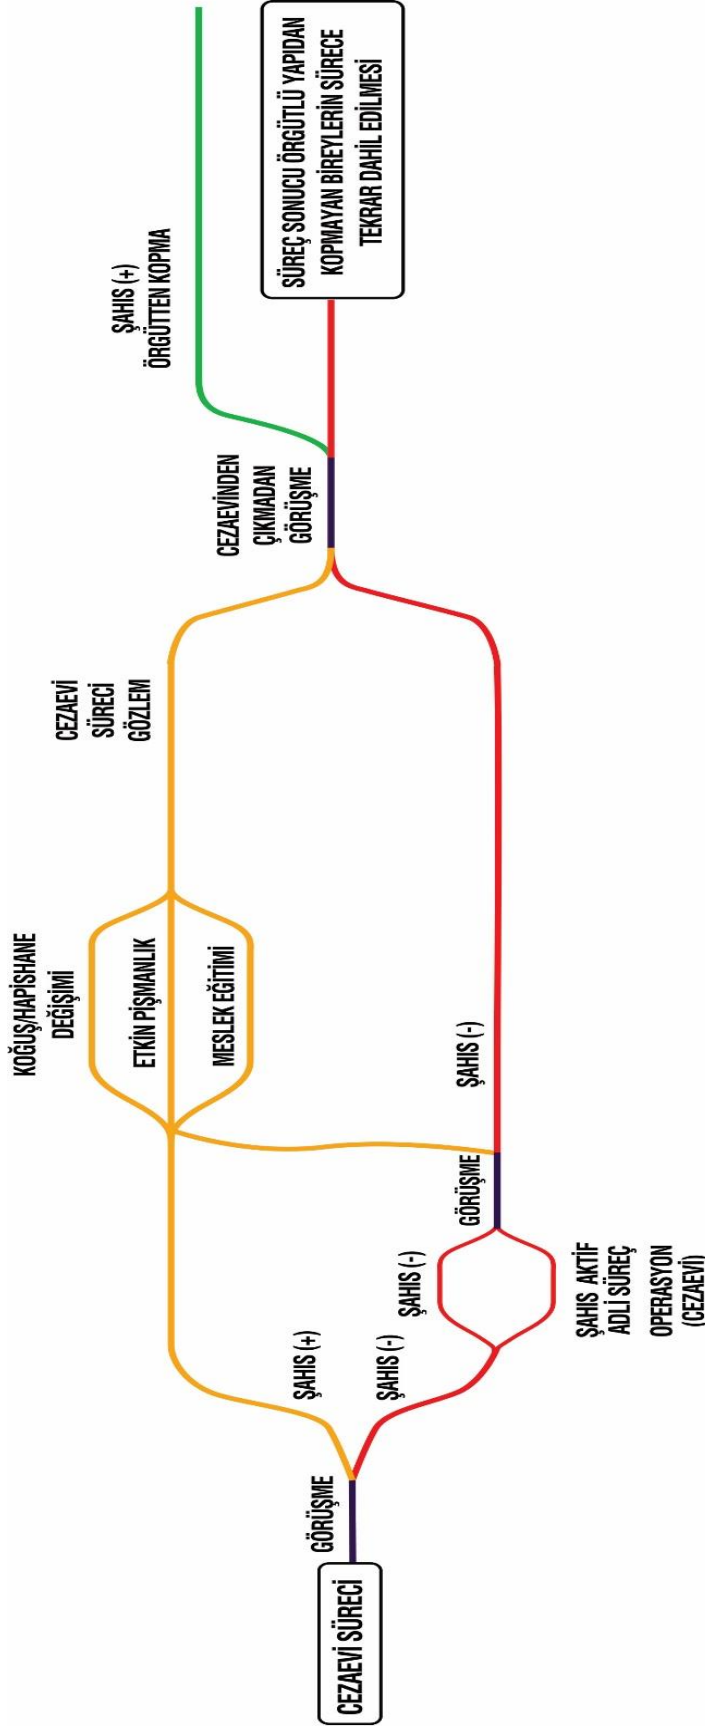 CEZAEVİ SÜRECİ
GÖRÜŞME
ŞAHIS (+)
ŞAHIS (-)
ŞAHIS (-)
ŞAHIS AKTİF
ADLİ SÜREÇ
OPERASYON
(CEZAEVİ)
GÖRÜŞME
ŞAHIS (-)
KOĞUŞ/HAPİSHANE
DEĞİŞİMİ
ETKİN PİŞMANLIK
MESLEK EĞİTİMİ
CEZAEVİ
SÜRECİ
GÖZLEM
CEZAEVİNDEN
ÇIKMADAN
GÖRÜŞME
ŞAHIS (+)
ÖRGÜTTEN KOPMA
SÜREÇ SONUCU ÖRGÜTLÜ YAPIDAN
KOPMAYAN BİREYLERİN SÜRECE
TEKRAR DAHİL EDİLMESİ